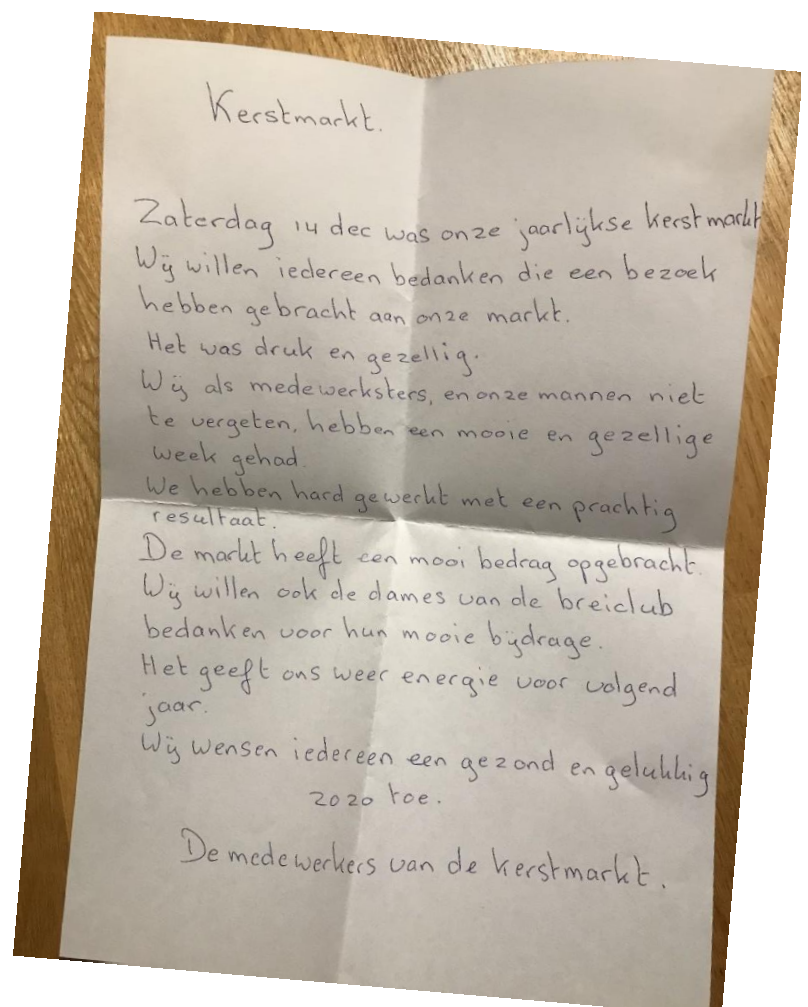 Kerstmarkt.
Zaterdag 14 dec was onze jaarlijkse kerstmarkt
Wij willen iedereen bedanken die een bezoek
hebben gebracht aan onze markt.
Het was druk en gezellig.
Wij als medewerksters, en onze mannen niet
te vergeten, hebben een mooie en gezellige
week gehad.
We hebben hard gewerkt met een prachtig
resultaat.
De markt heeft een mooi bedrag opgebracht.
Wij willen ook de dames van de breiclub
bedanken voor hun mooie bijdrage.
Het geeft ons weer energie voor volgend
jaar.
Wij wensen iedereen een gezond en gelukkig
2020 toe.
De medewerkers van de kerstmarkt.